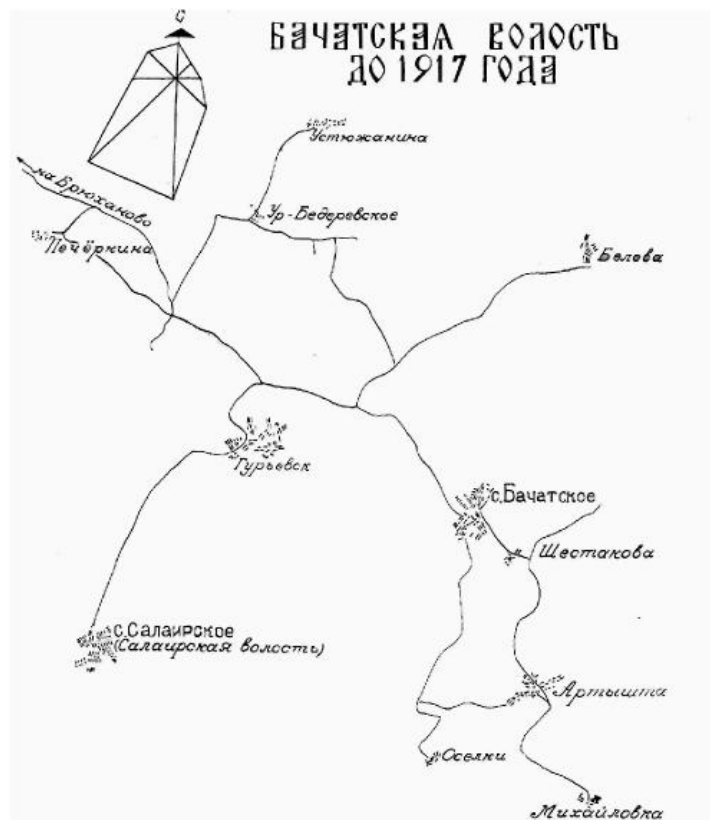 С
БАЧАТСКАЯ ВОЛОСТЬ
ДО 1917 ГОДА
Устюжанина
на Брюханово
Ур-Бедеревское
Печёркина
Белова
Гурьевск
с.Бачатское
Шестакова
с.Салаирское
(Салаирская волость)
Артышта
Оселки
Михайловка